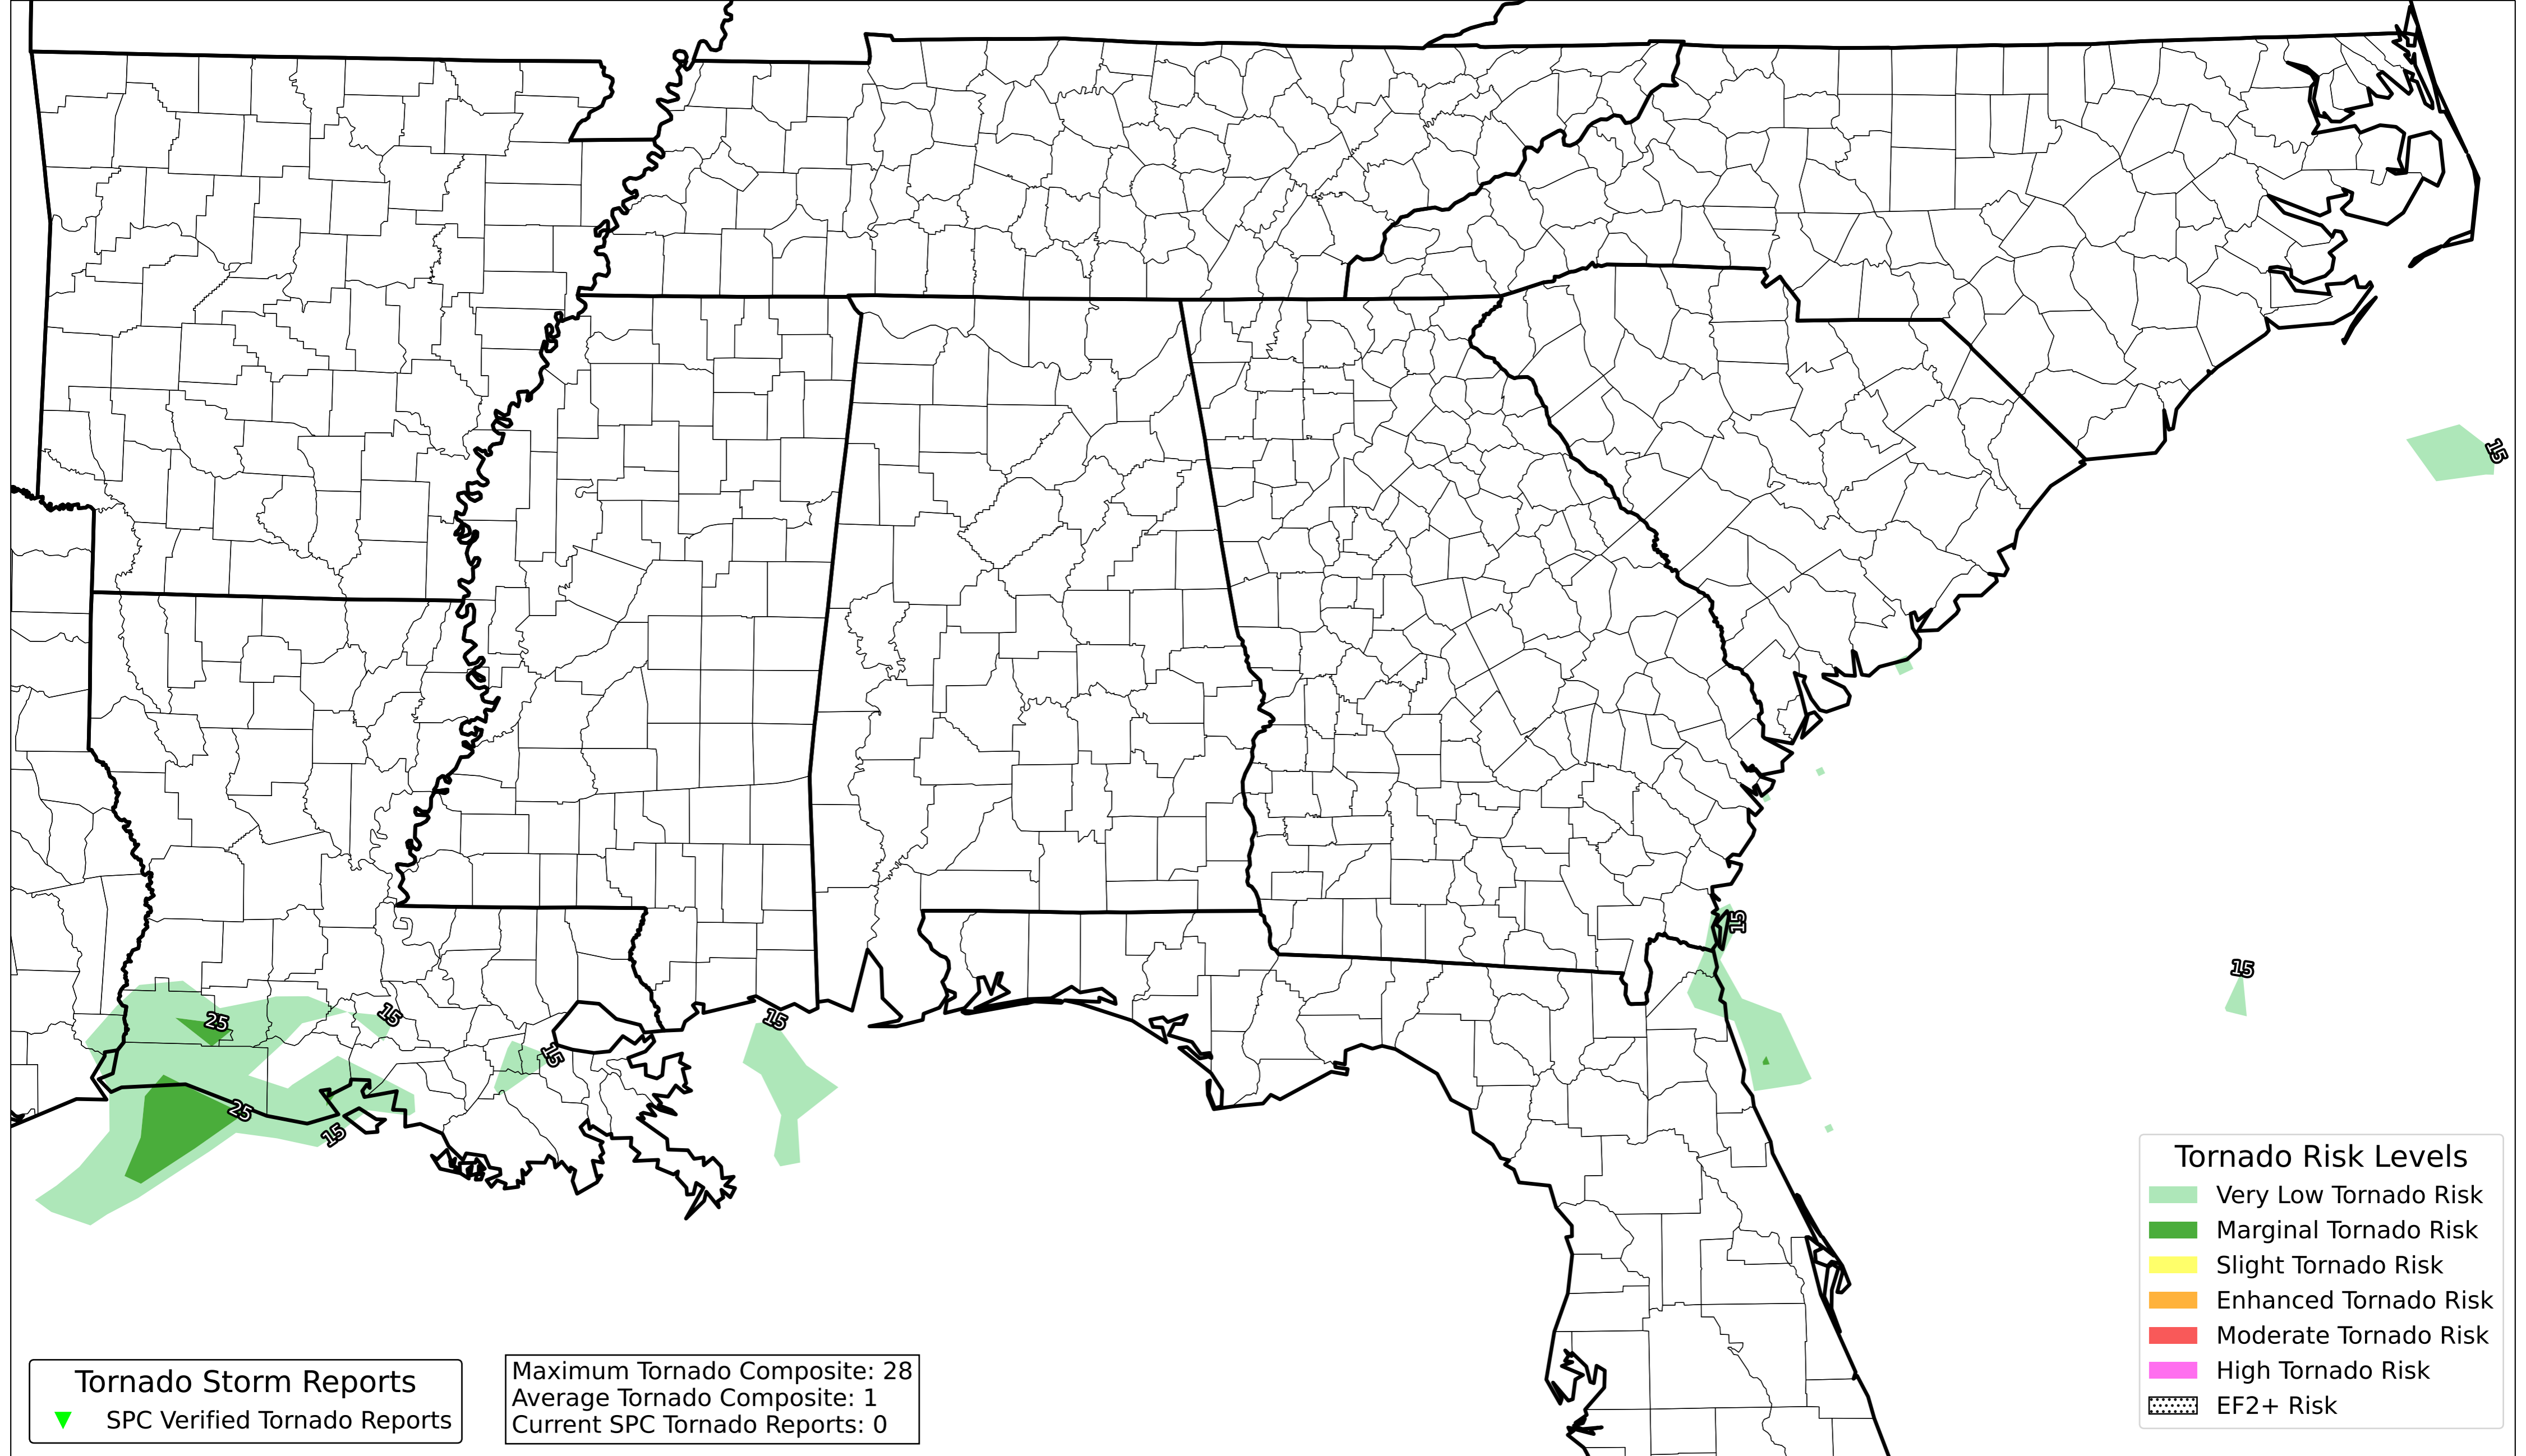 15
15
15
25
15
15
15
25
15
Tornado Risk Levels
Very Low Tornado Risk
Marginal Tornado Risk
Slight Tornado Risk
Enhanced Tornado Risk
Moderate Tornado Risk
High Tornado Risk
EF2+ Risk
Tornado Storm Reports
SPC Verified Tornado Reports
Maximum Tornado Composite: 28
Average Tornado Composite: 1
Current SPC Tornado Reports: 0